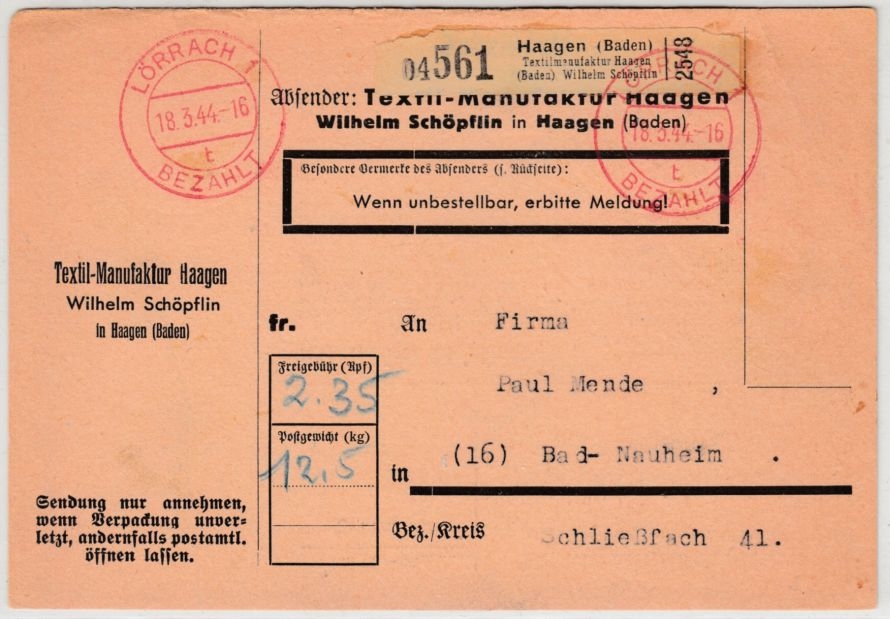 LÖRRACH 1
18.3.44.-16
t
BEZAHLT
04561
Haagen (Baden)
Textilmanufaktur Haagen
(Baden) Wilhelm Schöpflin
2548
LÖRRACH 1
18.3.44.-16
t
BEZAHLT
Absender: Textil-Manufaktur Haagen
Wilhelm Schöpflin in Haagen (Baden)
Besondere Vermerke des Absenders (s. Rückseite):
Wenn unbestellbar, erbitte Meldung!
Textil-Manufaktur Haagen
Wilhelm Schöpflin
in Haagen (Baden)
fr.
An Firma
Freigebühr (Rpf)
2.35
Paul Mende ,
Postgewicht (kg)
12,5
in (16) Bad- Nauheim .
Bez./Kreis Schließfach 41.
Sendung nur annehmen,
wenn Verpackung unver-
letzt, andernfalls postamtl.
öffnen lassen.